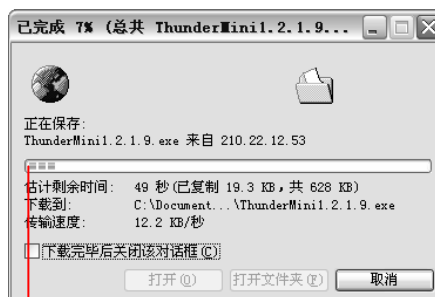 已完成 7% (总共 ThunderMini1.2.1.9...
正在保存:
ThunderMini1.2.1.9.exe 来自 210.22.12.53
估计剩余时间: 49 秒(已复制 19.3 KB，共 628 KB)
下载到: C:\Document...\ThunderMini1.2.1.9.exe
传输速度: 12.2 KB/秒
下载完毕后关闭该对话框(C)
打开(O) 打开文件夹(F) 取消